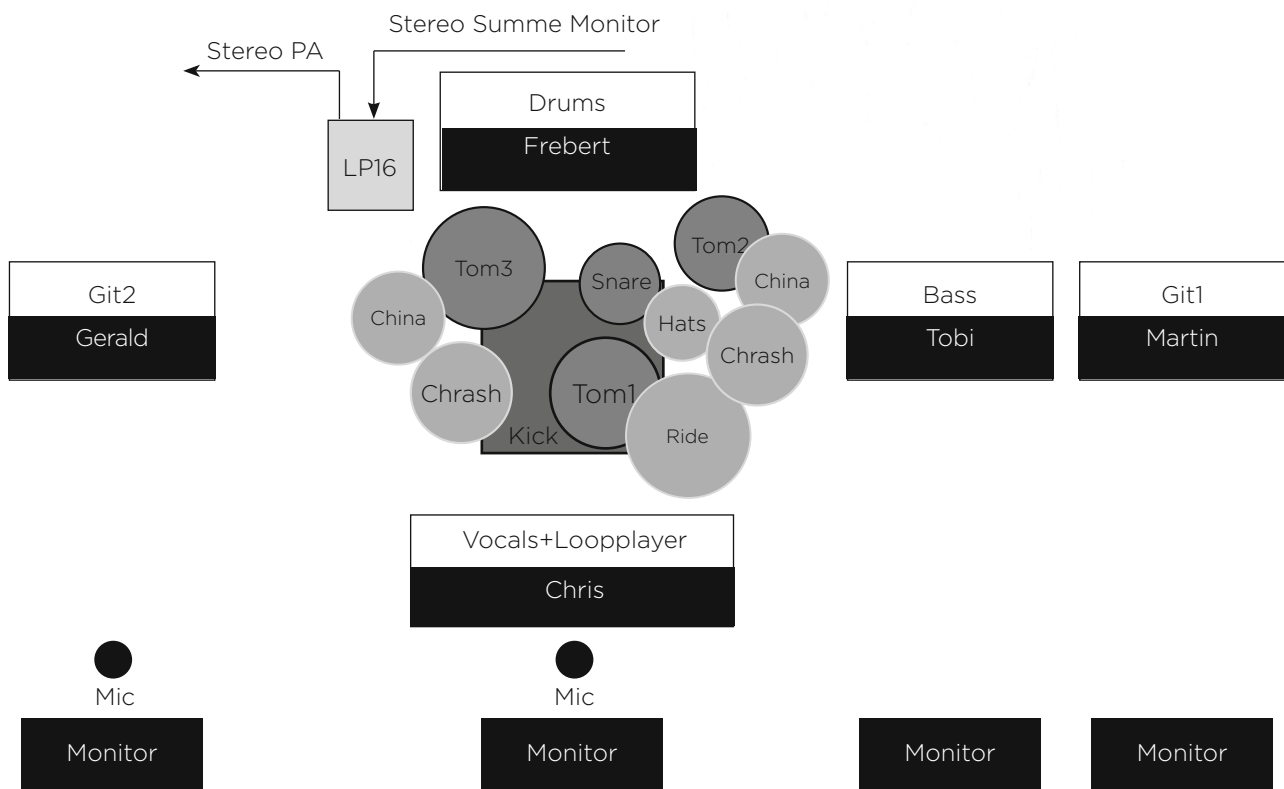 Stereo Summe Monitor
Stereo PA
Drums
Frebert
LP16
Tom2
Tom3
Snare
China
Git2
Gerald
China
Hats
Bass
Tobi
Git1
Martin
Chrash
Chrash
Tom1
Kick
Ride
Vocals+Loopplayer
Chris
Mic
Mic
Monitor
Monitor
Monitor
Monitor